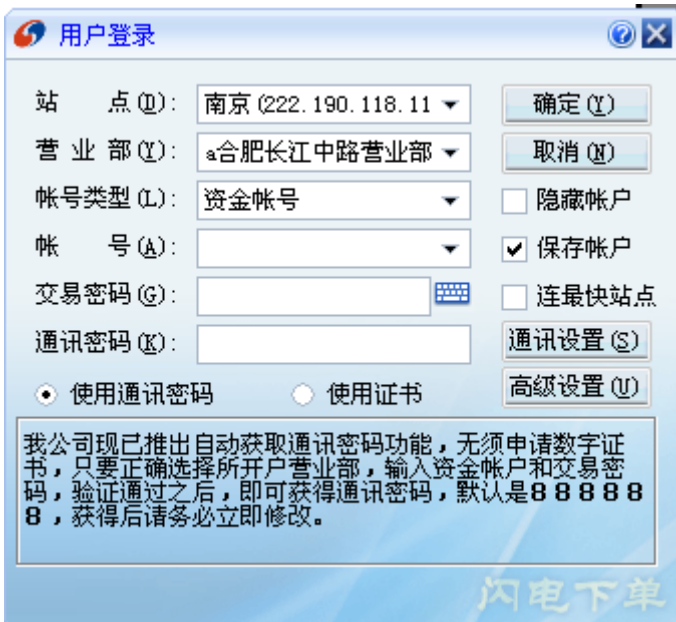 用户登录
站 点(D): 南京(222.190.118.11 确定(Y)
营 业 部(Y): a合肥长江中路营业部 取消(N)
帐号类型(L): 资金帐号 隐藏帐户
帐 号(A): 保存帐户
交易密码(G): 连最快站点
通讯密码(K): 通讯设置(S)
使用通讯密码 使用证书 高级设置(U)
我公司现已推出自动获取通讯密码功能，无须申请数字证
书，只要正确选择所开户营业部，输入资金帐户和交易密
码，验证通过之后，即可获得通讯密码，默认是８８８８８
８，获得后请务必立即修改。
闪电下单